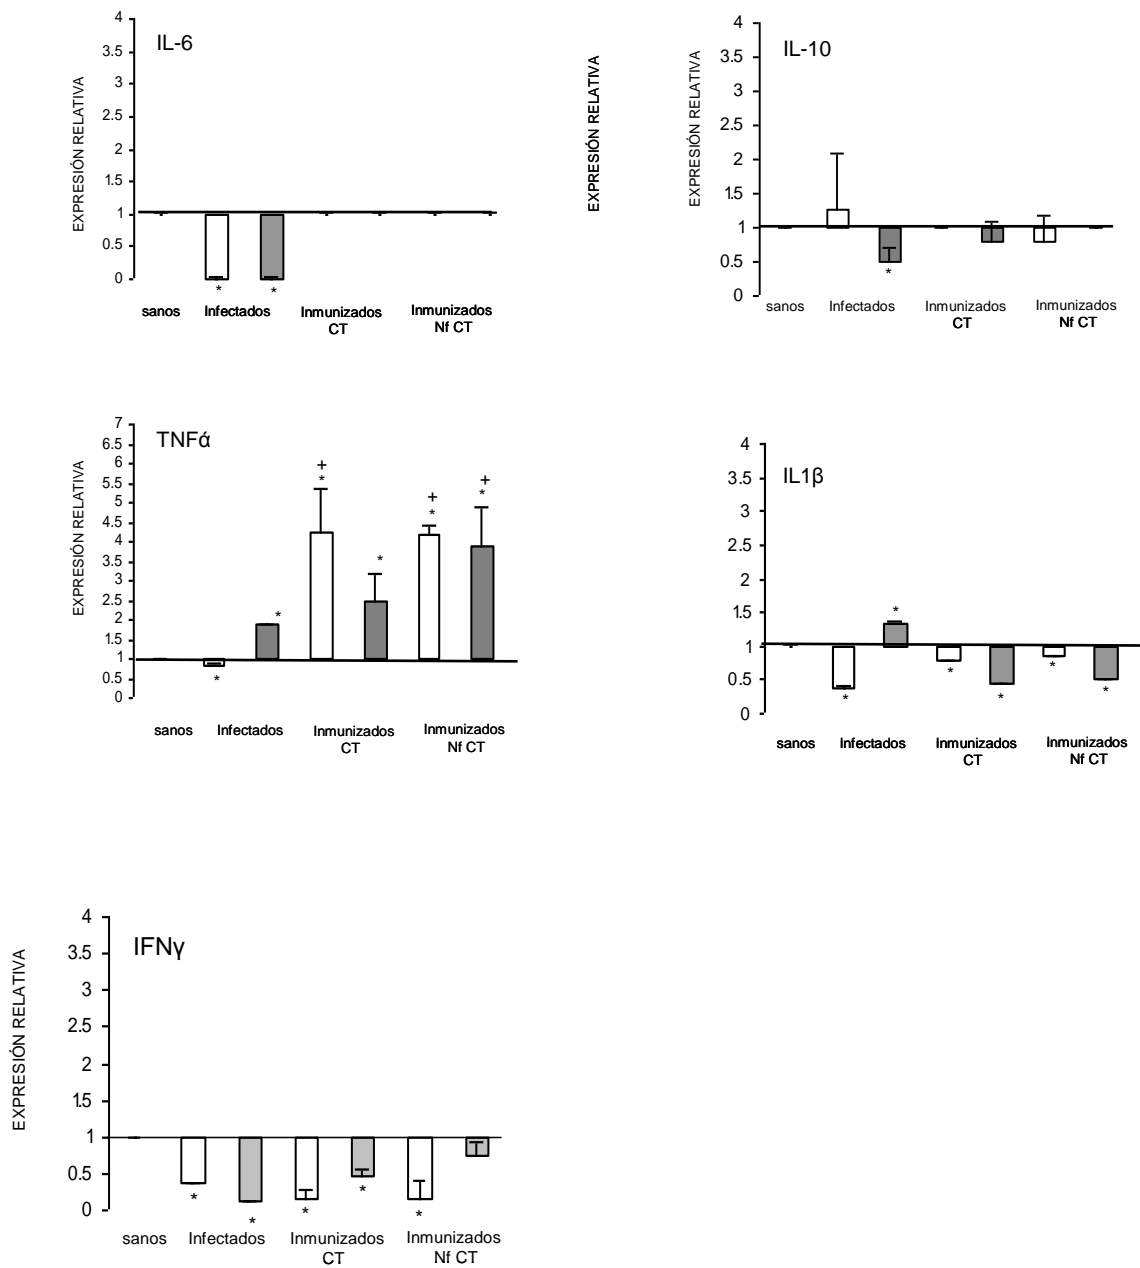 IL-6
EXPRESIÓN RELATIVA
4
3.5
3
2.5
2
1.5
1
0.5
0
* *
sanos Infectados Inmunizados Inmunizados
CT Nf CT
EXPRESIÓN RELATIVA
IL-10
EXPRESIÓN RELATIVA
4
3.5
3
2.5
2
1.5
1
0.5
0
*
sanos Infectados Inmunizados Inmunizados
CT Nf CT
TNFά
EXPRESIÓN RELATIVA
7
6.5
6
5.5
5
4.5
4
3.5
3
2.5
2
1.5
1
0.5
0
+ + +
* * * * * *
sanos Infectados Inmunizados Inmunizados
CT Nf CT
IL1β
EXPRESIÓN RELATIVA
4
3.5
3
2.5
2
1.5
1
0.5
0
* * * * * *
sanos Infectados Inmunizados Inmunizados
CT Nf CT
IFNγ
EXPRESIÓN RELATIVA
4
3.5
3
2.5
2
1.5
1
0.5
0
* * * * *
sanos Infectados Inmunizados Inmunizados
CT Nf CT